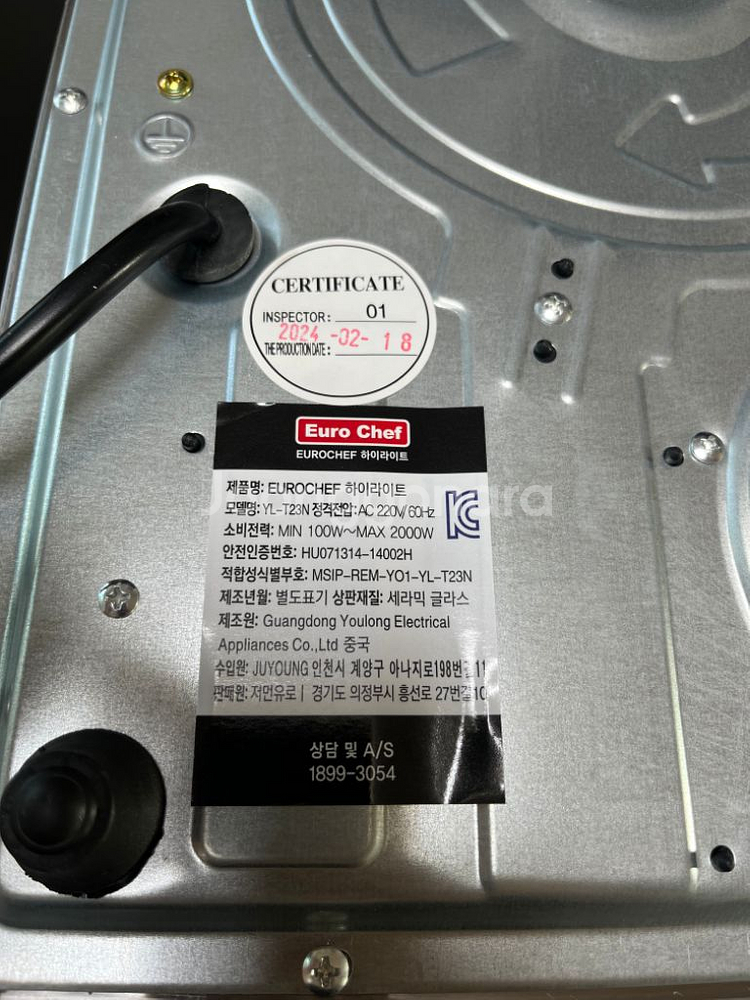 CERTIFICATE
INSPECTOR: 01
2024-02-18
THE PRODUCTION DATE:
Euro Chef
EUROCHEF 하이라이트
제품명: EUROCHEF 하이라이트
모델명: YL-T23N 정격전압: AC 220V/60Hz
소비전력: MIN 100W~MAX 2000W
안전인증번호: HU071314-14002H
적합성식별부호: MSIP-REM-YO1-YL-T23N
제조년월: 별도표기 상판재질: 세라믹 글라스
제조원: Guangdong Youlong Electrical
Appliances Co.,Ltd 중국
수입원: JUYOUNG 인천시 계양구 아나지로198번길11
판매원: 저먼유로 | 경기도 의정부시 흥선로 27번길10
상담 및 A/S
1899-3054